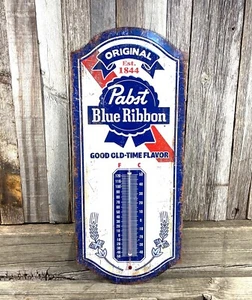 ORIGINAL
Est.
1844
Pabst
Blue Ribbon
GOOD OLD-TIME FLAVOR
F C